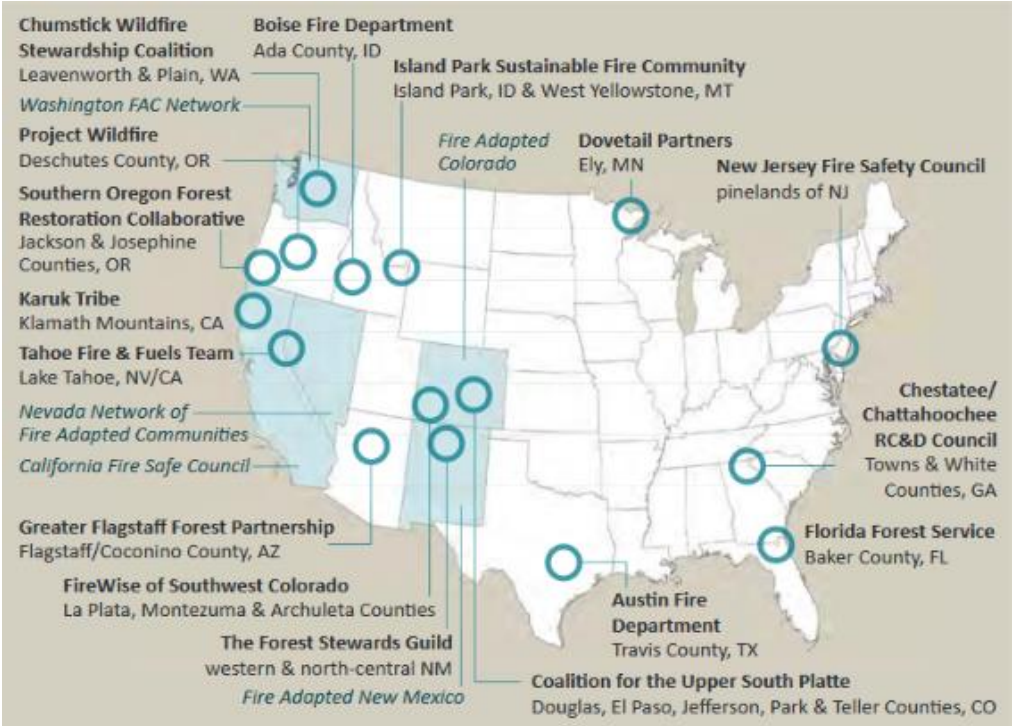 Chumstick Wildfire
Stewardship Coalition
Leavenworth & Plain, WA
Washington FAC Network
Project Wildfire
Deschutes County, OR
Southern Oregon Forest
Restoration Collaborative
Jackson & Josephine
Counties, OR
Karuk Tribe
Klamath Mountains, CA
Tahoe Fire & Fuels Team
Lake Tahoe, NV/CA
Nevada Network of
Fire Adapted Communities
California Fire Safe Council
Greater Flagstaff Forest Partnership
Flagstaff/Coconino County, AZ
FireWise of Southwest Colorado
La Plata, Montezuma & Archuleta Counties
The Forest Stewards Guild
western & north-central NM
Fire Adapted New Mexico
Boise Fire Department
Ada County, ID
Island Park Sustainable Fire Community
Island Park, ID & West Yellowstone, MT
Fire Adapted
Colorado
Dovetail Partners
Ely, MN
New Jersey Fire Safety Council
pinelands of NJ
Chestatee/
Chattahoochee
RC&D Council
Towns & White
Counties, GA
Florida Forest Service
Baker County, FL
Austin Fire
Department
Travis County, TX
Coalition for the Upper South Platte
Douglas, El Paso, Jefferson, Park & Teller Counties, CO